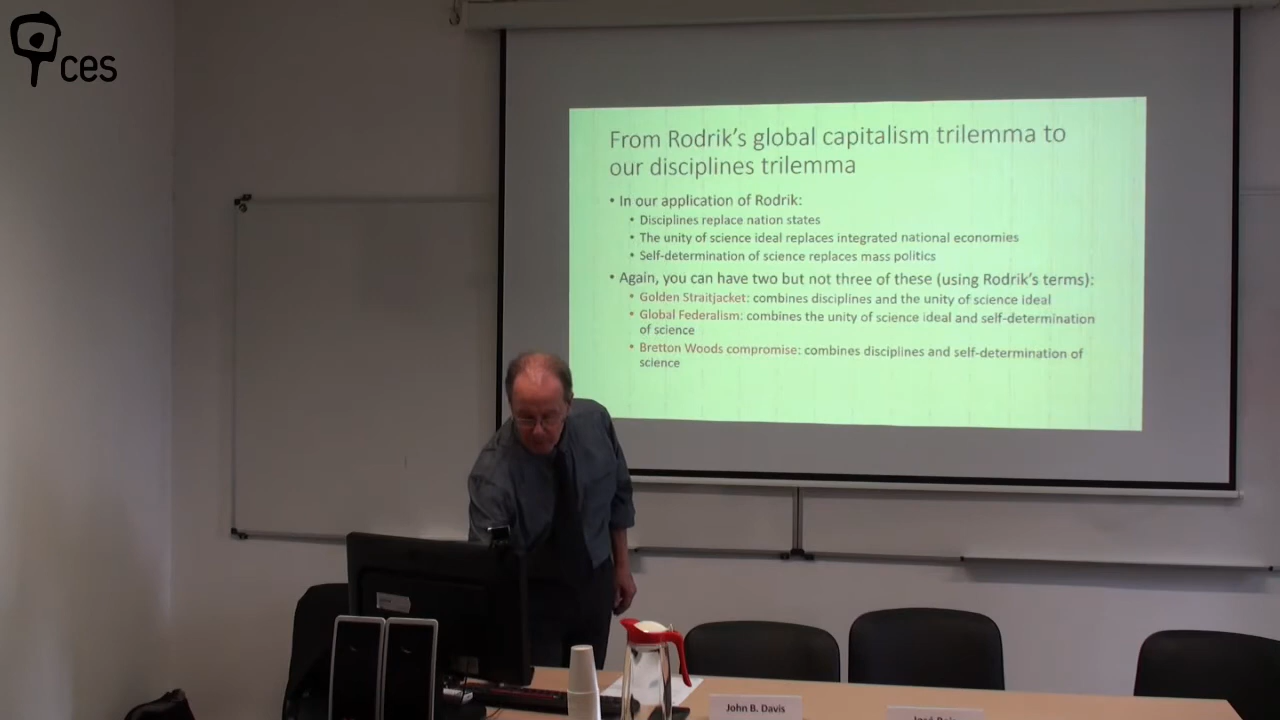 ces
From Rodrik's global capitalism trilemma to
our disciplines trilemma
• In our application of Rodrik:
• Disciplines replace nation states
• The unity of science ideal replaces integrated national economies
• Self-determination of science replaces mass politics
• Again, you can have two but not three of these (using Rodrik's terms):
• Golden Straitjacket: combines disciplines and the unity of science ideal
• Global Federalism: combines the unity of science ideal and self-determination
of science
• Bretton Woods compromise: combines disciplines and self-determination of
science
John B. Davis
José